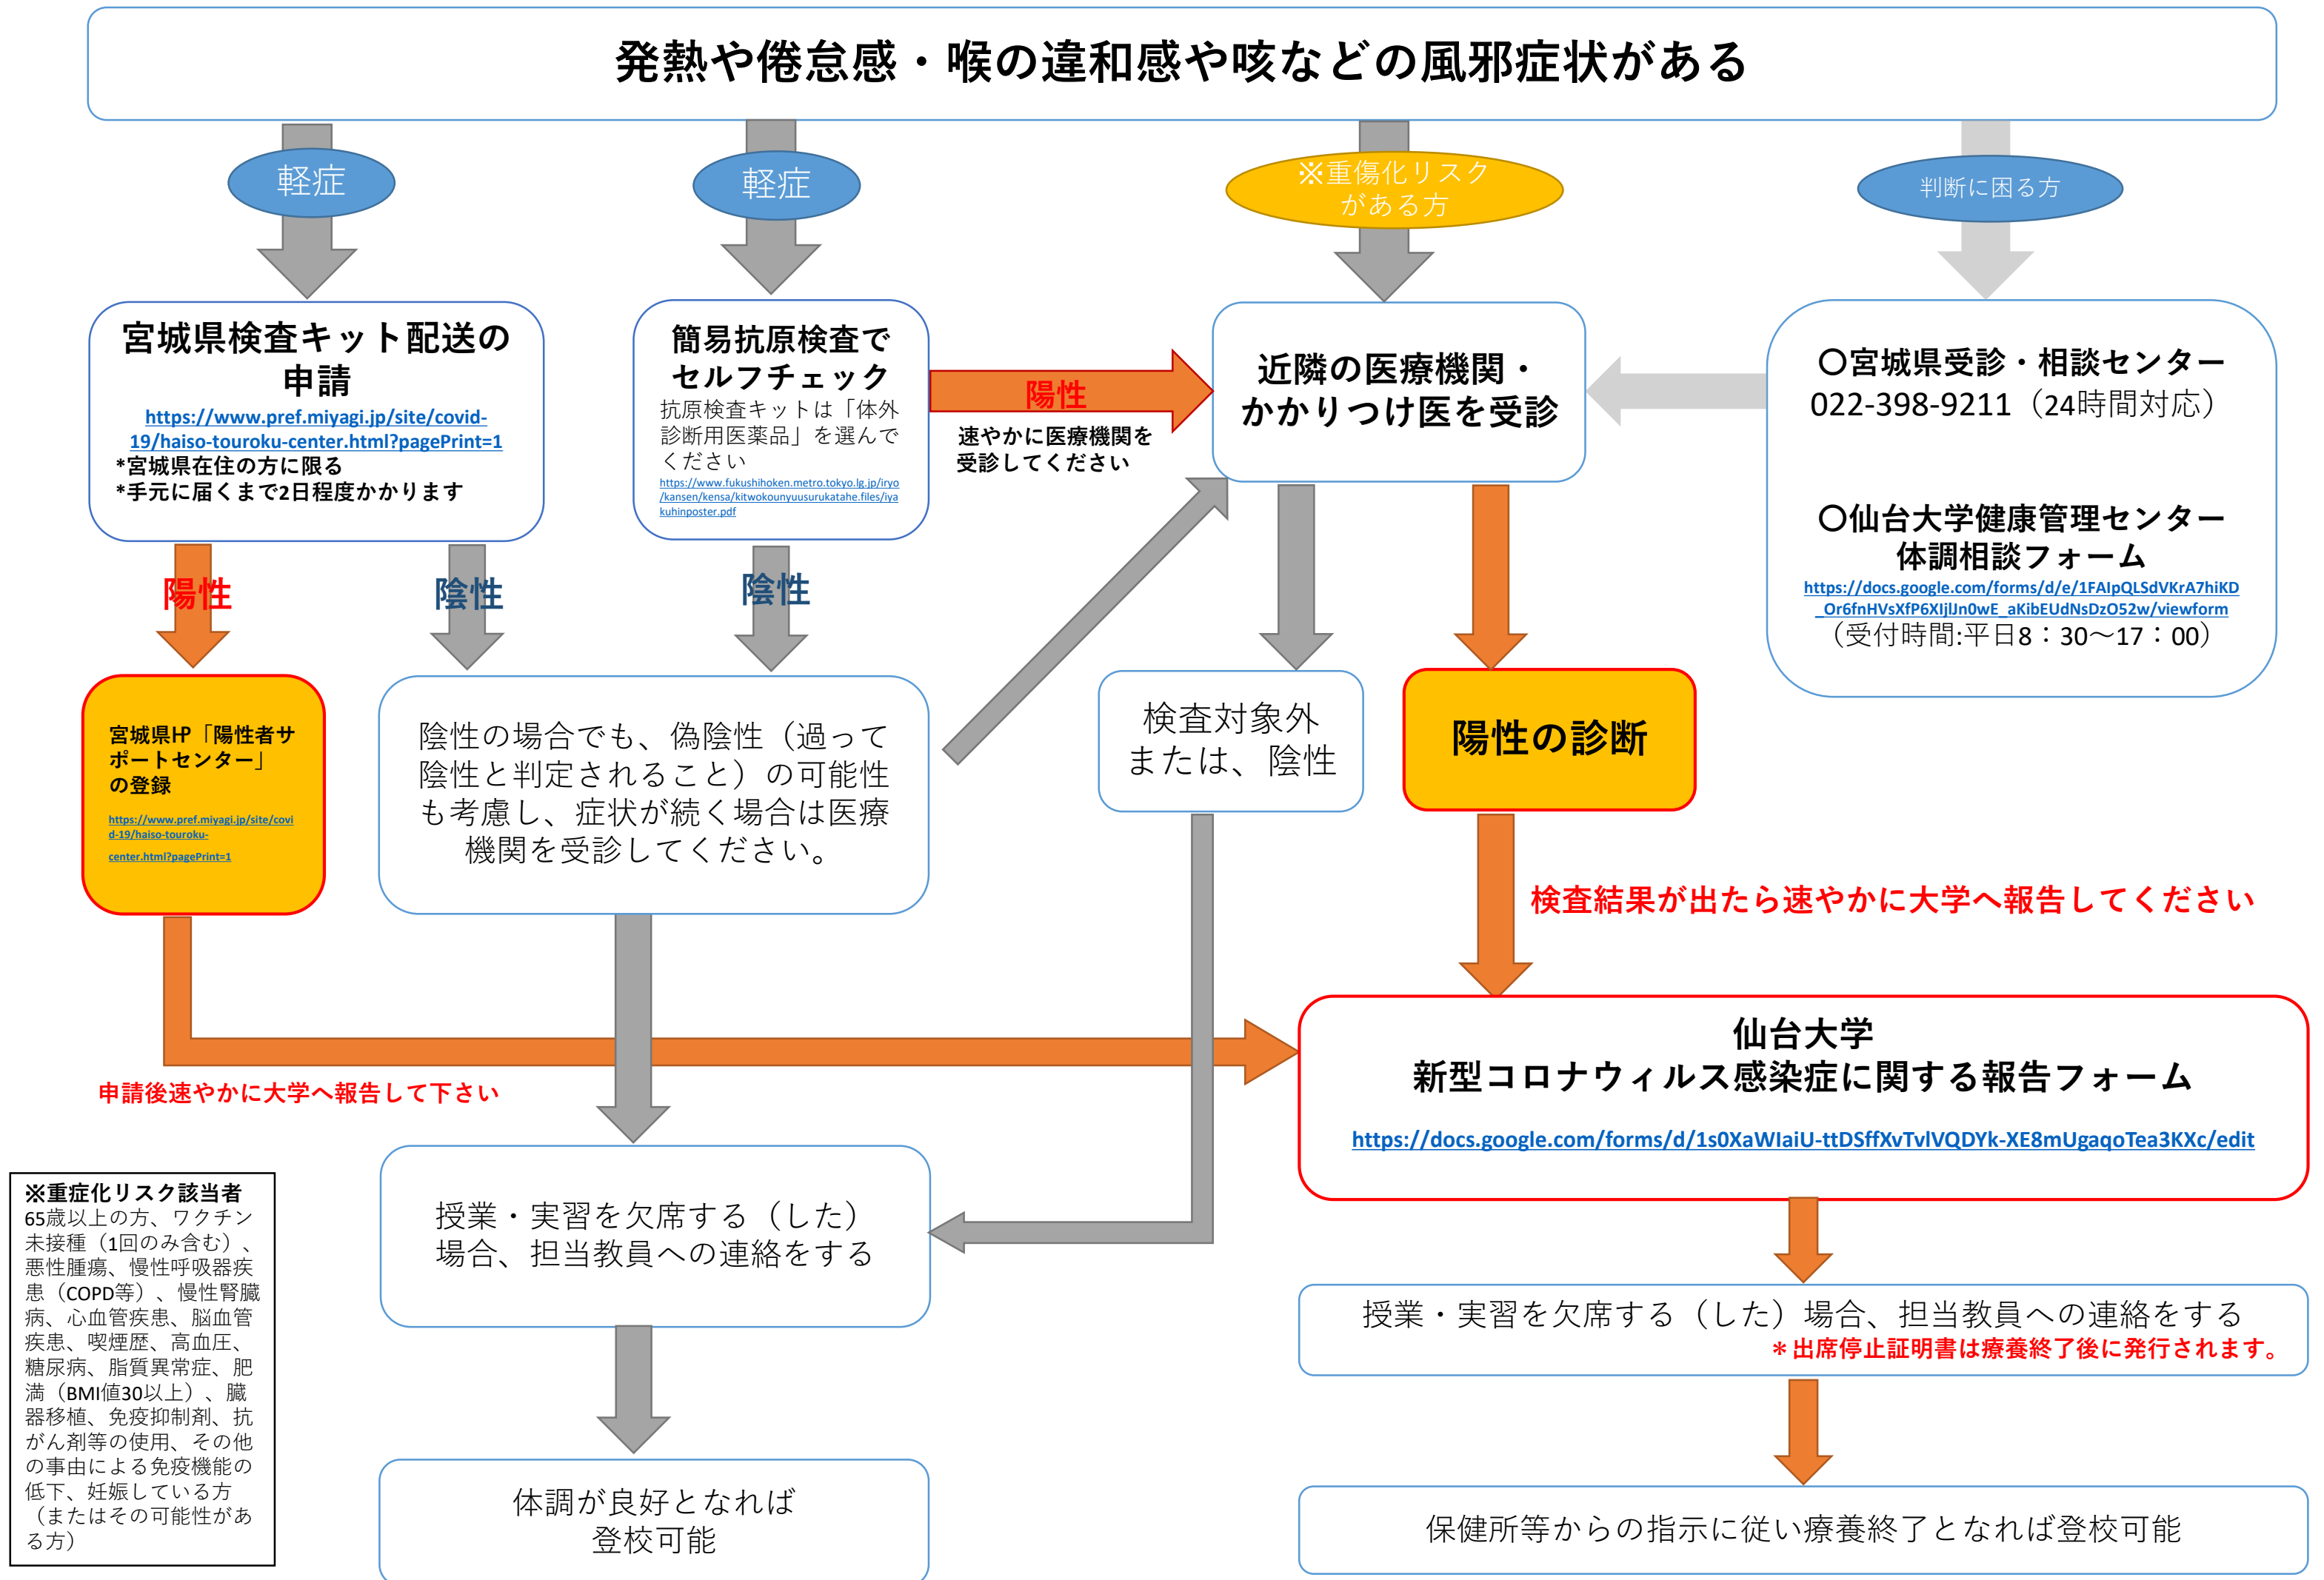 発熱や倦怠感・喉の違和感や咳などの風邪症状がある
軽症
軽症
※重傷化リスク
がある方
判断に困る方
宮城県検査キット配送の
申請
https://www.pref.miyagi.jp/site/covid-
19/haiso-touroku-center.html?pagePrint=1
*宮城県在住の方に限る
*手元に届くまで2日程度かかります
簡易抗原検査で
セルフチェック
抗原検査キットは「体外
診断用医薬品」を選んで
ください
https://www.fukushihoken.metro.tokyo.lg.jp/iryo
/kansen/kensa/kitwokounyuusurukatahe.files/iya
kuhinposter.pdf
陽性
速やかに医療機関を
受診してください
近隣の医療機関・
かかりつけ医を受診
〇宮城県受診・相談センター
022-398-9211（24時間対応）
〇仙台大学健康管理センター
体調相談フォーム
https://docs.google.com/forms/d/e/1FAIpQLSdVKrA7hiKD
_Or6fnHVsXfP6XIjlJn0wE_aKibEUdNsDzO52w/viewform
（受付時間:平日8：30～17：00）
陽性
陰性
陰性
宮城県HP「陽性者サ
ポートセンター」
の登録
https://www.pref.miyagi.jp/site/covi
d-19/haiso-touroku-
center.html?pagePrint=1
陰性の場合でも、偽陰性（過って
陰性と判定されること）の可能性
も考慮し、症状が続く場合は医療
機関を受診してください。
検査対象外
または、陰性
陽性の診断
検査結果が出たら速やかに大学へ報告してください
申請後速やかに大学へ報告して下さい
仙台大学
新型コロナウィルス感染症に関する報告フォーム
https://docs.google.com/forms/d/1s0XaWIaiU-ttDSffXvTvlVQDYk-XE8mUgaqoTea3KXc/edit
※重症化リスク該当者
65歳以上の方、ワクチン
未接種（1回のみ含む）、
悪性腫瘍、慢性呼吸器疾
患（COPD等）、慢性腎臓
病、心血管疾患、脳血管
疾患、喫煙歴、高血圧、
糖尿病、脂質異常症、肥
満（BMI値30以上）、臓
器移植、免疫抑制剤、抗
がん剤等の使用、その他
の事由による免疫機能の
低下、妊娠している方
（またはその可能性があ
る方）
授業・実習を欠席する（した）
場合、担当教員への連絡をする
授業・実習を欠席する（した）場合、担当教員への連絡をする
＊出席停止証明書は療養終了後に発行されます。
体調が良好となれば
登校可能
保健所等からの指示に従い療養終了となれば登校可能